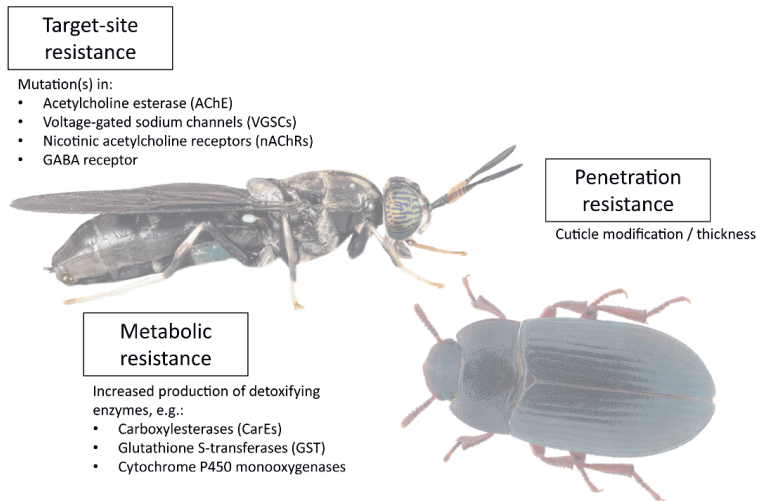 Target-site
resistance
Mutation(s) in:
• Acetylcholine esterase (AChE)
• Voltage-gated sodium channels (VGSCs)
• Nicotinic acetylcholine receptors (nAChRs)
• GABA receptor
Penetration
resistance
Cuticle modification / thickness
Metabolic
resistance
Increased production of detoxifying
enzymes, e.g.:
• Carboxylesterases (CarEs)
• Glutathione S-transferases (GST)
• Cytochrome P450 monooxygenases